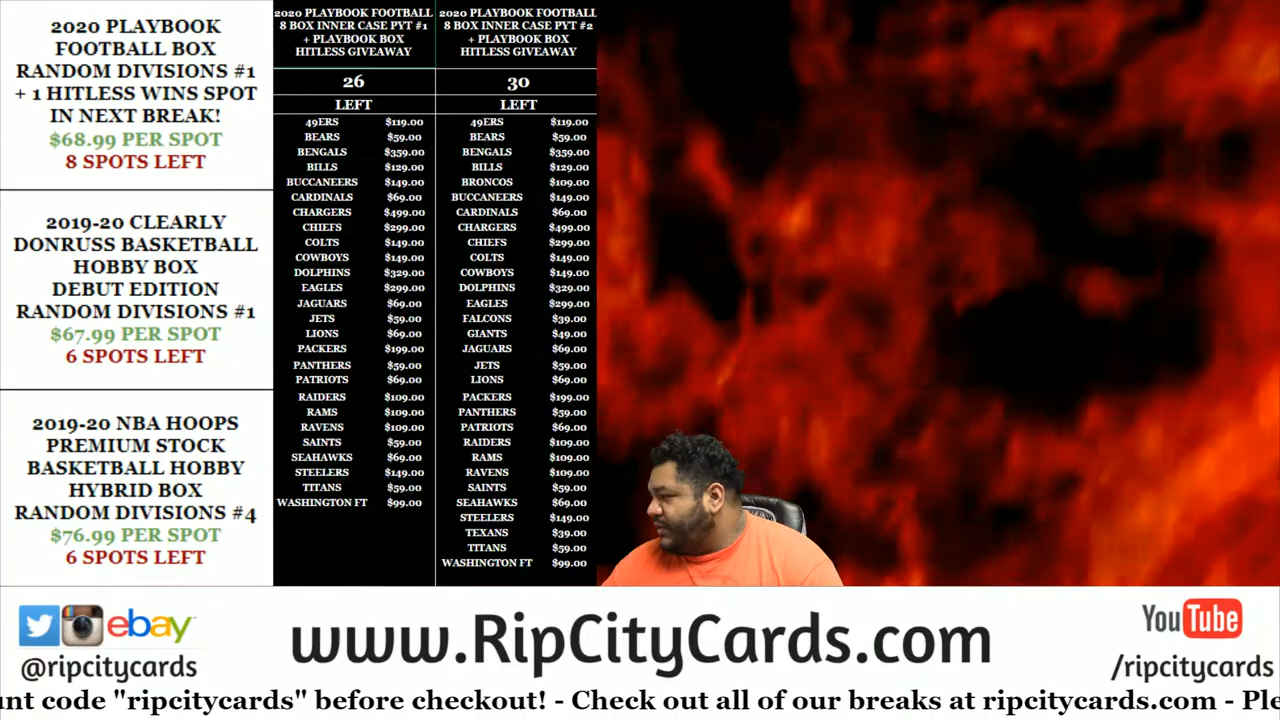 2020 PLAYBOOK
FOOTBALL BOX
RANDOM DIVISIONS #1
+ 1 HITLESS WINS SPOT
IN NEXT BREAK!
$68.99 PER SPOT
8 SPOTS LEFT
2019-20 CLEARLY
DONRUSS BASKETBALL
HOBBY BOX
DEBUT EDITION
RANDOM DIVISIONS #1
$67.99 PER SPOT
6 SPOTS LEFT
2019-20 NBA HOOPS
PREMIUM STOCK
BASKETBALL HOBBY
HYBRID BOX
RANDOM DIVISIONS #4
$76.99 PER SPOT
6 SPOTS LEFT
2020 PLAYBOOK FOOTBALL
8 BOX INNER CASE PYT #1
+ PLAYBOOK BOX
HITLESS GIVEAWAY
26
LEFT
49ERS $119.00
BEARS $59.00
BENGALS $359.00
BILLS $129.00
BUCCANEERS $149.00
CARDINALS $69.00
CHARGERS $499.00
CHIEFS $299.00
COLTS $149.00
COWBOYS $149.00
DOLPHINS $329.00
EAGLES $299.00
JAGUARS $69.00
JETS $59.00
LIONS $69.00
PACKERS $199.00
PANTHERS $59.00
PATRIOTS $69.00
RAIDERS $109.00
RAMS $109.00
RAVENS $109.00
SAINTS $59.00
SEAHAWKS $69.00
STEELERS $149.00
TITANS $59.00
WASHINGTON FT $99.00
2020 PLAYBOOK FOOTBALL
8 BOX INNER CASE PYT #2
+ PLAYBOOK BOX
HITLESS GIVEAWAY
30
LEFT
49ERS $119.00
BEARS $59.00
BENGALS $359.00
BILLS $129.00
BRONCOS $109.00
BUCCANEERS $149.00
CARDINALS $69.00
CHARGERS $499.00
CHIEFS $299.00
COLTS $149.00
COWBOYS $149.00
DOLPHINS $329.00
EAGLES $299.00
FALCONS $39.00
GIANTS $49.00
JAGUARS $69.00
JETS $59.00
LIONS $69.00
PACKERS $199.00
PANTHERS $59.00
PATRIOTS $69.00
RAIDERS $109.00
RAMS $109.00
RAVENS $109.00
SAINTS $59.00
SEAHAWKS $69.00
STEELERS $149.00
TEXANS $39.00
TITANS $59.00
WASHINGTON FT $99.00
ebay
@ripcitycards
www.RipCityCards.com
YouTube
/ripcitycards
unt code "ripcitycards" before checkout! - Check out all of our breaks at ripcitycards.com - Ple